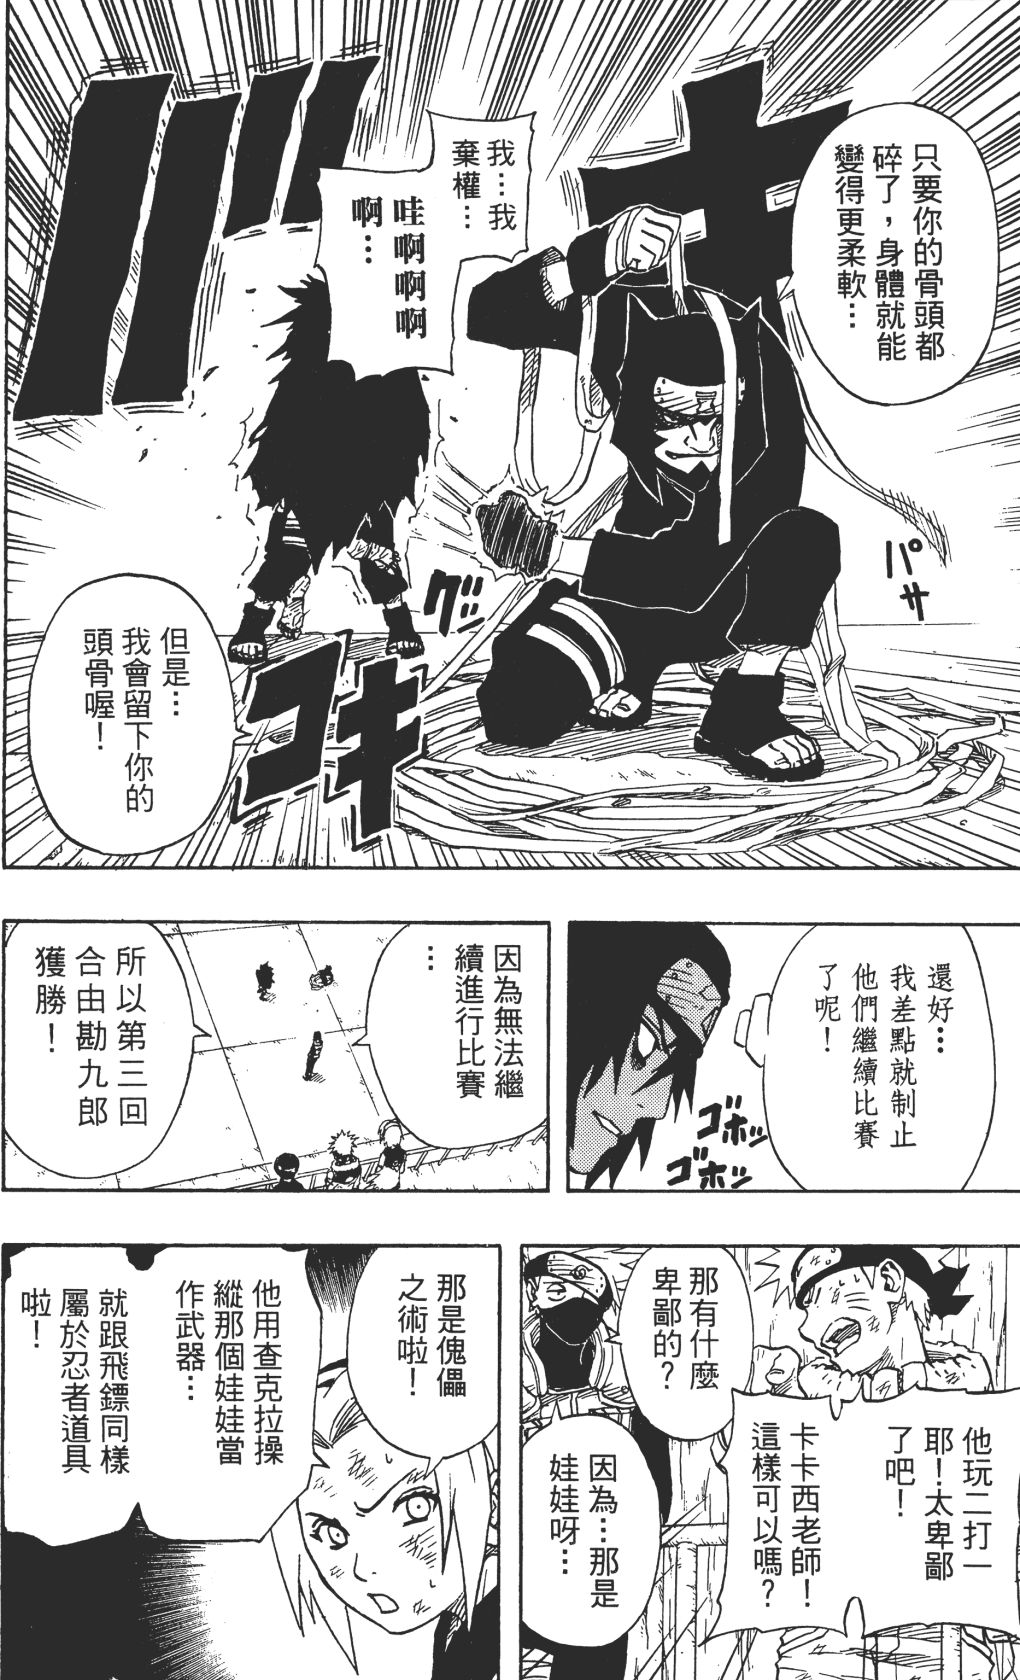 只要你的骨頭都
碎了，身體就能
變得更柔軟…
我…我
棄權…
哇啊啊啊
啊…
パサ
グッ
ゴキ
但是…
我會留下你的
頭骨喔！
還好…
我差點就制止
他們繼續比賽
了呢！
ゴホッ
ゴホッ
因為無法繼
續進行比賽
…
所以第三回
合由勘九郎
獲勝！
他玩二打一
耶！太卑鄙
了吧！
卡卡西老師！
這樣可以嗎？
那有什麼
卑鄙的？
因為…那是
娃娃呀…
那是傀儡
之術啦！
他用查克拉操
縱那個娃娃當
作武器…
就跟飛鏢同樣
屬於忍者道具
啦！